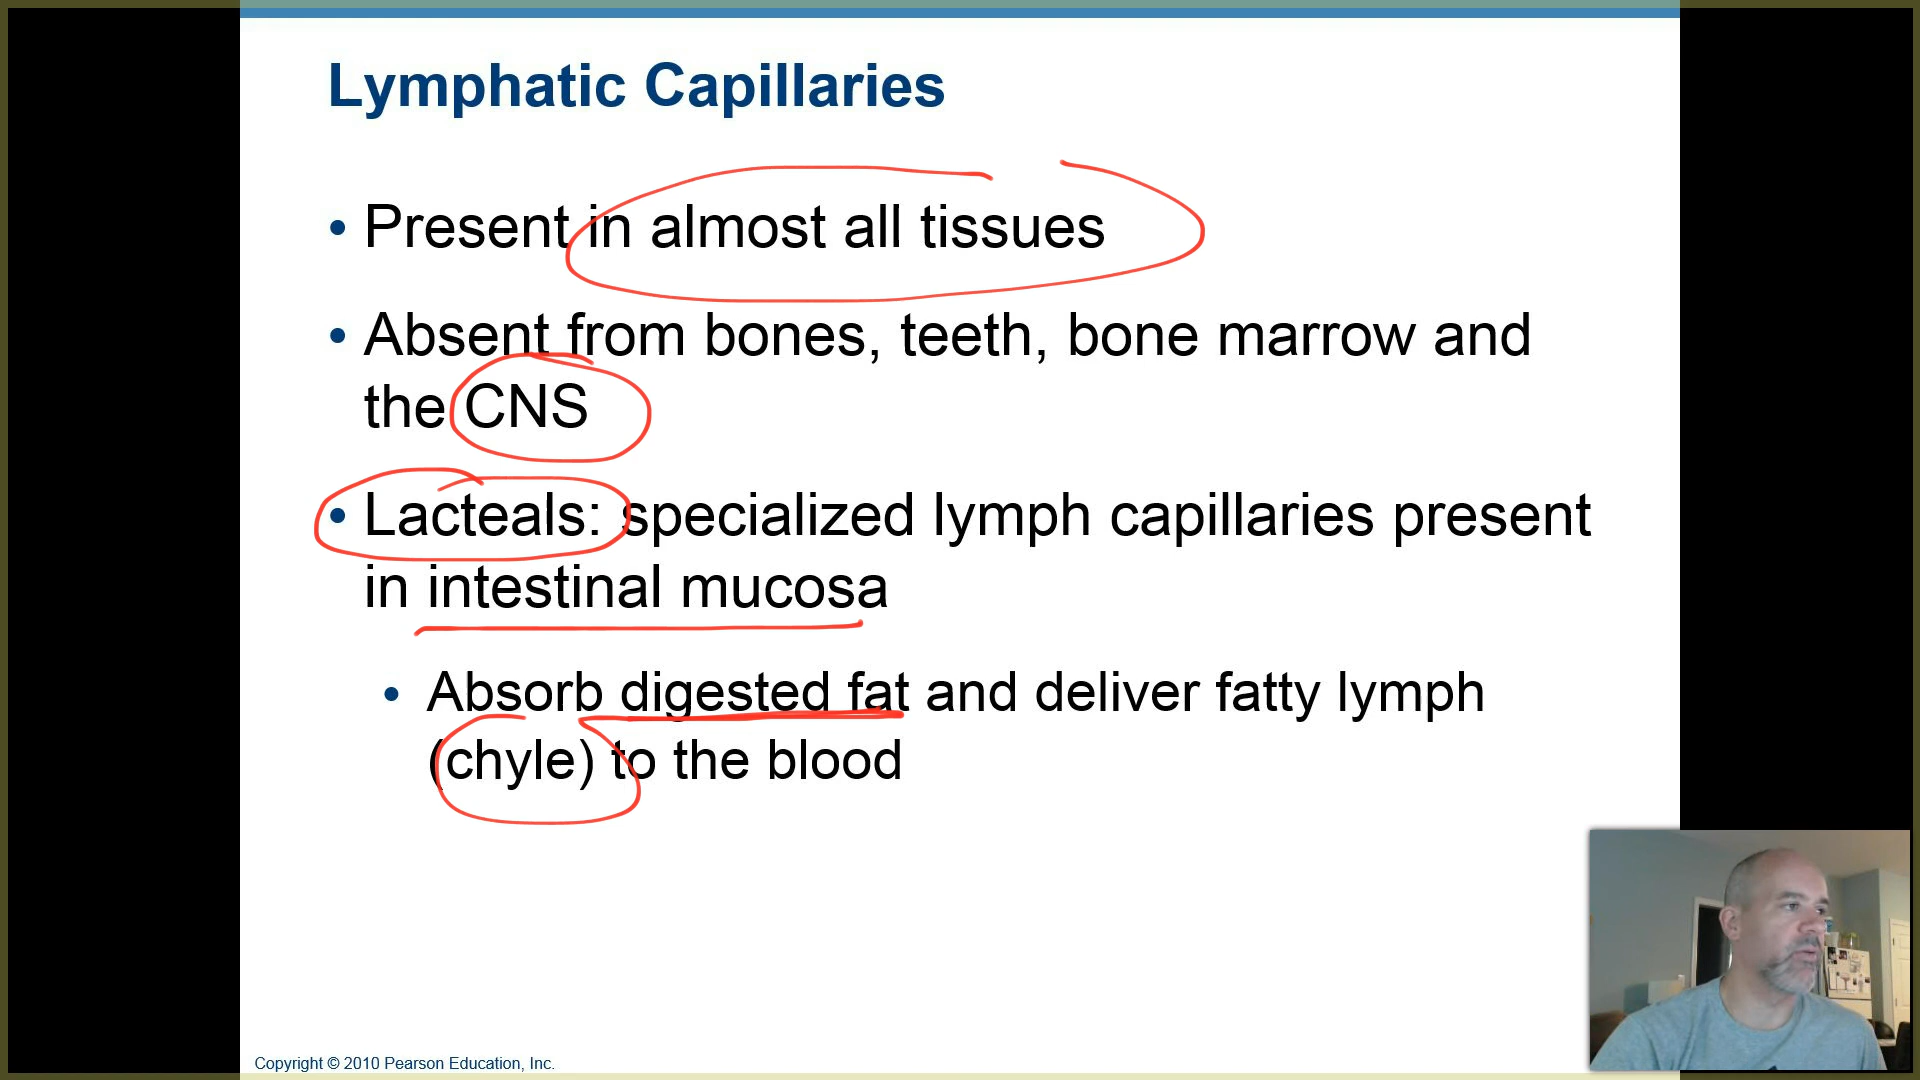 Lymphatic Capillaries
• Present in almost all tissues
• Absent from bones, teeth, bone marrow and
the CNS
• Lacteals: specialized lymph capillaries present
in intestinal mucosa
• Absorb digested fat and deliver fatty lymph
(chyle) to the blood
Copyright © 2010 Pearson Education, Inc.